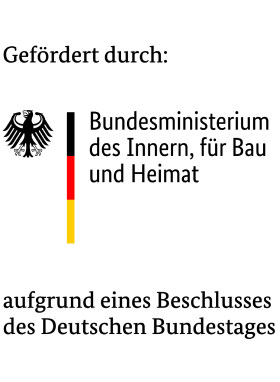 Gefördert durch:
Bundesministerium
des Innern, für Bau
und Heimat
aufgrund eines Beschlusses
des Deutschen Bundestages